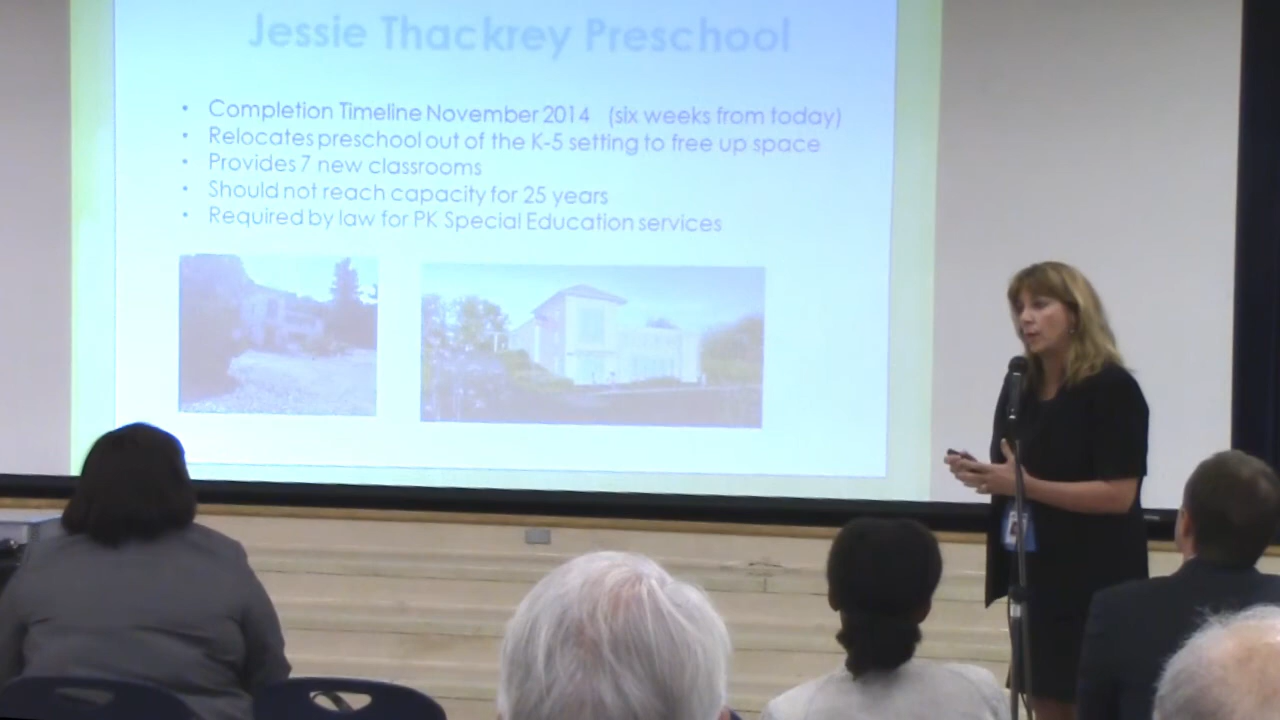 Jessie Thackrey Preschool
• Completion Timeline November 2014 (six weeks from today)
• Relocates preschool out of the K-5 setting to free up space
• Provides 7 new classrooms
• Should not reach capacity for 25 years
• Required by law for PK Special Education services